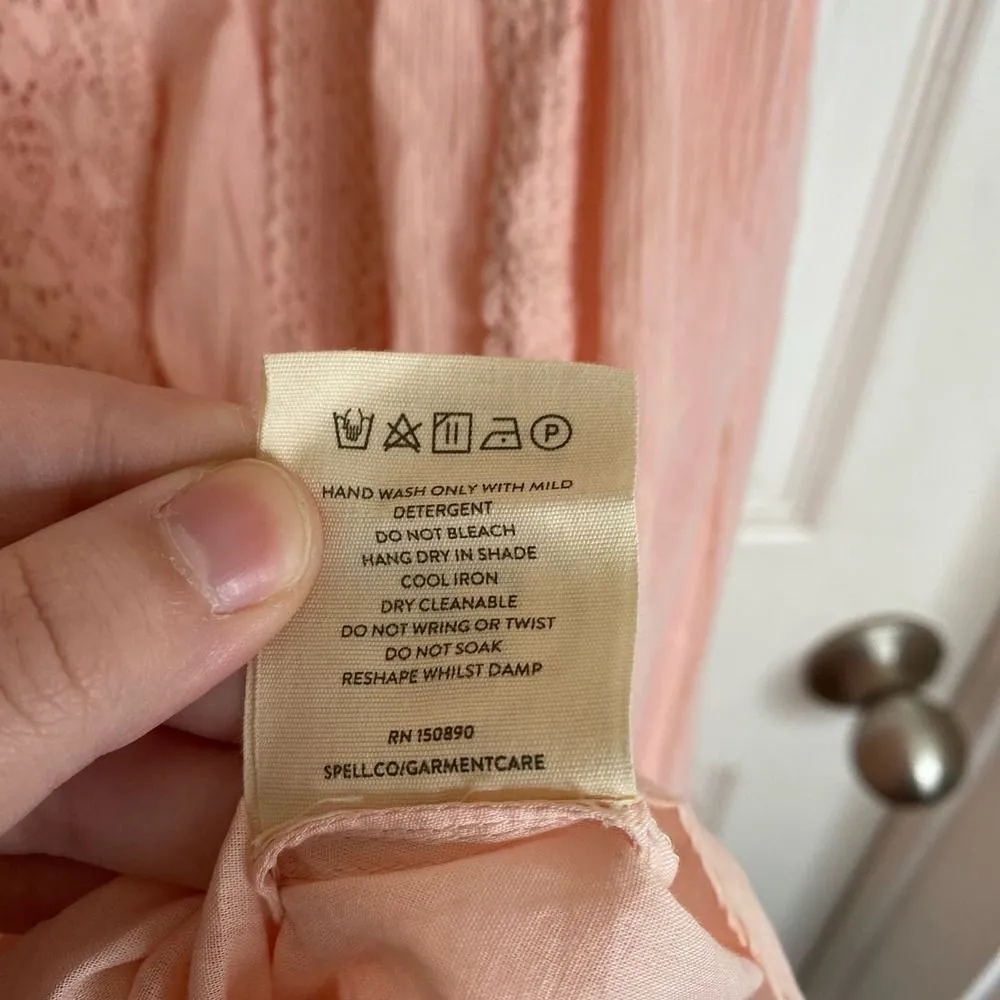 P
HAND WASH ONLY WITH MILD
DETERGENT
DO NOT BLEACH
HANG DRY IN SHADE
COOL IRON
DRY CLEANABLE
DO NOT WRING OR TWIST
DO NOT SOAK
RESHAPE WHILST DAMP
RN 150890
SPELL.CO/GARMENTCARE